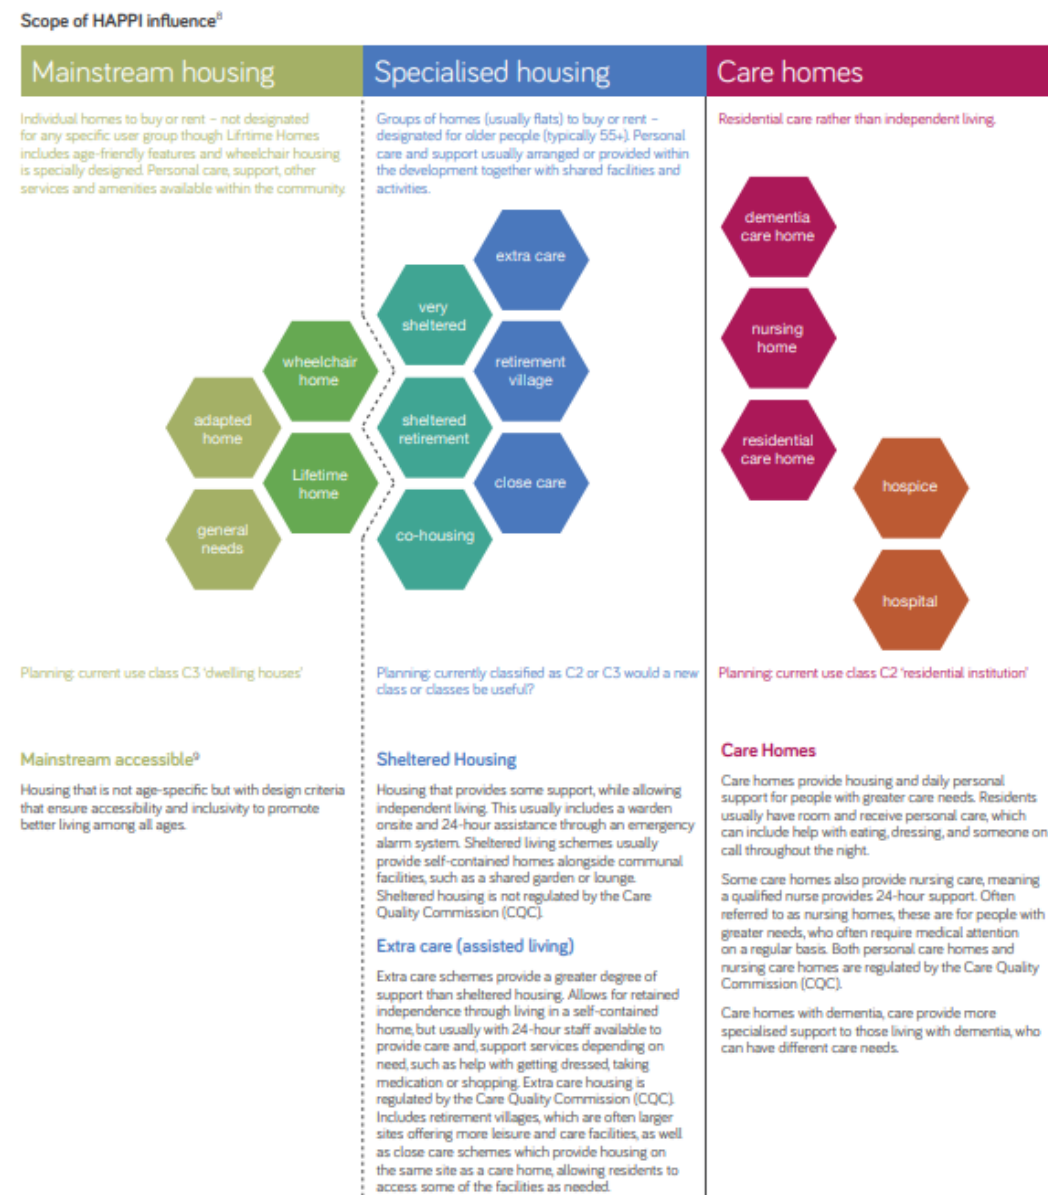 Scope of HAPPI influence⁸
Mainstream housing
Individual homes to buy or rent – not designated
for any specific user group though Lifrtime Homes
includes age-friendly features and wheelchair housing
is specially designed. Personal care, support, other
services and amenities available within the community.
wheelchair
home
adapted
home
Lifetime
home
general
needs
Planning: current use class C3 'dwelling houses'
Mainstream accessible⁹
Housing that is not age-specific but with design criteria
that ensure accessibility and inclusivity to promote
better living among all ages.
Specialised housing
Groups of homes (usually flats) to buy or rent –
designated for older people (typically 55+). Personal
care and support usually arranged or provided within
the development together with shared facilities and
activities.
extra care
very
sheltered
retirement
village
sheltered
retirement
close care
co-housing
Planning: currently classified as C2 or C3 would a new
class or classes be useful?
Sheltered Housing
Housing that provides some support, while allowing
independent living. This usually includes a warden
onsite and 24-hour assistance through an emergency
alarm system. Sheltered living schemes usually
provide self-contained homes alongside communal
facilities, such as a shared garden or lounge.
Sheltered housing is not regulated by the Care
Quality Commission (CQC).
Extra care (assisted living)
Extra care schemes provide a greater degree of
support than sheltered housing. Allows for retained
independence through living in a self-contained
home, but usually with 24-hour staff available to
provide care and, support services depending on
need, such as help with getting dressed, taking
medication or shopping. Extra care housing is
regulated by the Care Quality Commission (CQC).
Includes retirement villages, which are often larger
sites offering more leisure and care facilities, as well
as close care schemes which provide housing on
the same site as a care home, allowing residents to
access some of the facilities as needed.
Care homes
Residential care rather than independent living.
dementia
care home
nursing
home
residential
care home
hospice
hospital
Planning: current use class C2 'residential institution'
Care Homes
Care homes provide housing and daily personal
support for people with greater care needs. Residents
usually have room and receive personal care, which
can include help with eating, dressing, and someone on
call throughout the night.
Some care homes also provide nursing care, meaning
a qualified nurse provides 24-hour support. Often
referred to as nursing homes, these are for people with
greater needs, who often require medical attention
on a regular basis. Both personal care homes and
nursing care homes are regulated by the Care Quality
Commission (CQC).
Care homes with dementia, care provide more
specialised support to those living with dementia, who
can have different care needs.